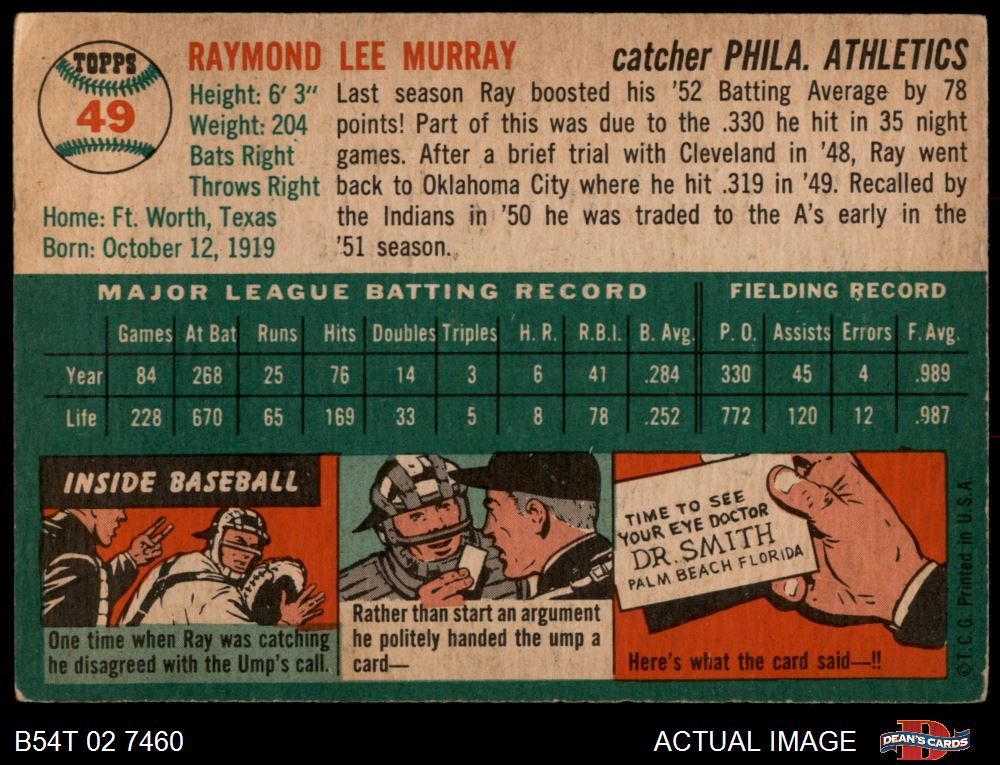 TOPPS
49
RAYMOND LEE MURRAY
catcher PHILA. ATHLETICS
Height: 6' 3"
Weight: 204
Bats Right
Throws Right
Home: Ft. Worth, Texas
Born: October 12, 1919
Last season Ray boosted his '52 Batting Average by 78
points! Part of this was due to the .330 he hit in 35 night
games. After a brief trial with Cleveland in '48, Ray went
back to Oklahoma City where he hit .319 in '49. Recalled by
the Indians in '50 he was traded to the A's early in the
'51 season.
MAJOR LEAGUE BATTING RECORD FIELDING RECORD
Games At Bat Runs Hits Doubles Triples H. R. R.B.I. B. Avg. P. O. Assists Errors F. Avg.
Year 84 268 25 76 14 3 6 41 .284 330 45 4 .989
Life 228 670 65 169 33 5 8 78 .252 772 120 12 .987
INSIDE BASEBALL
One time when Ray was catching
he disagreed with the Ump's call.
Rather than start an argument
he politely handed the ump a
card—
TIME TO SEE
YOUR EYE DOCTOR
DR. SMITH
PALM BEACH FLORIDA
Here's what the card said—!!
©T.C.G. Printed in U.S.A.
B54T 02 7460
ACTUAL IMAGE
DEAN'S CARDS